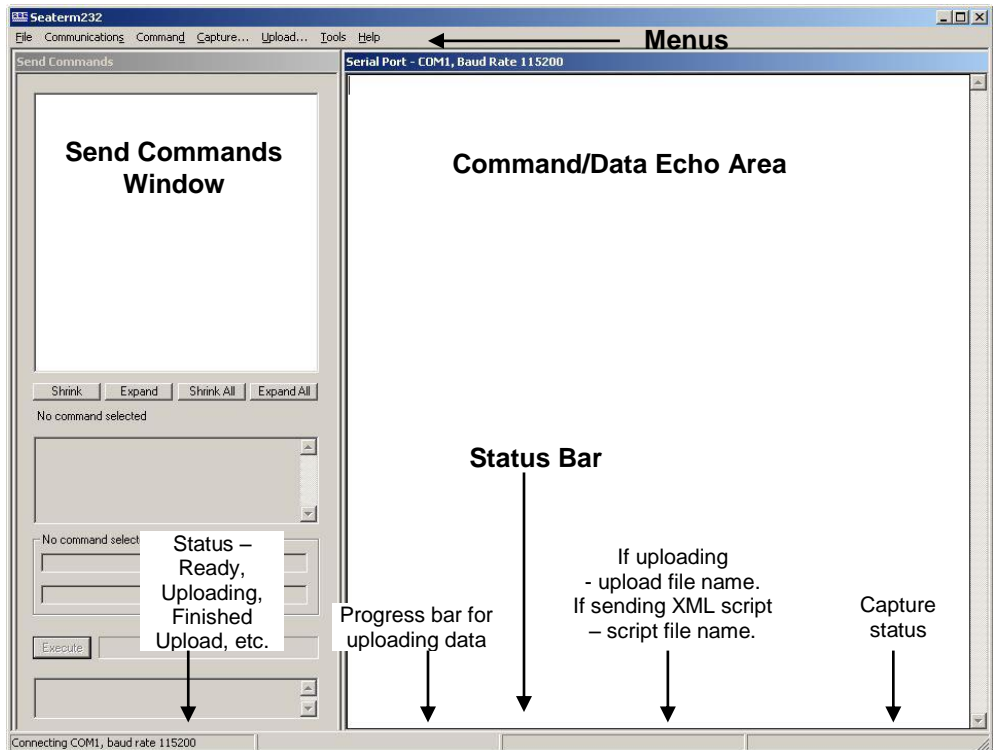 Seaterm232
File Communications Command Capture... Upload... Tools Help
Menus
Send Commands
Serial Port - COM1, Baud Rate 115200
Send Commands
Window
Command/Data Echo Area
Shrink Expand Shrink All Expand All
No command selected
Status Bar
No command select
Status –
Ready,
Uploading,
Finished
Upload, etc.
Progress bar for
uploading data
If uploading
- upload file name.
If sending XML script
– script file name.
Capture
status
Execute
Connecting COM1, baud rate 115200